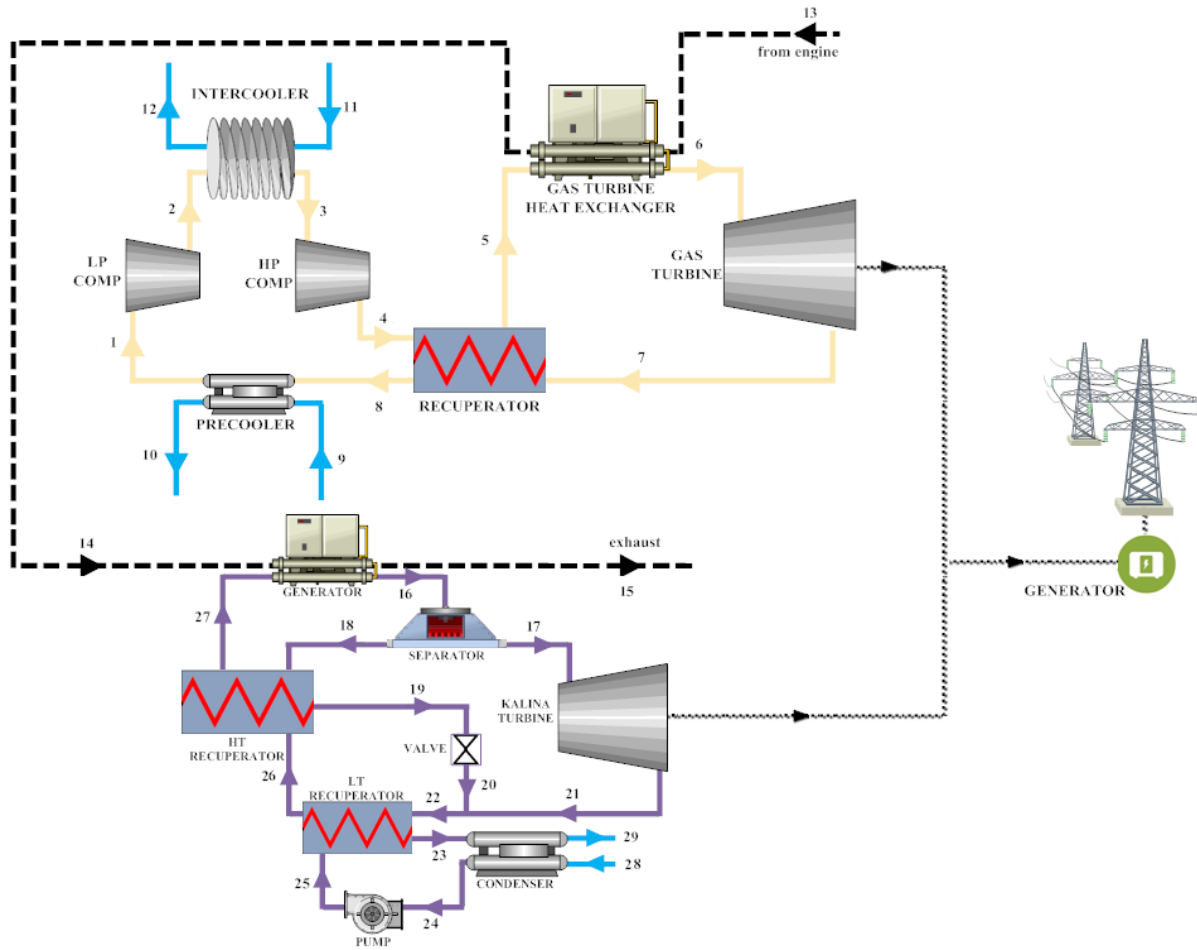 13
from engine
INTERCOOLER
12
11
6
GAS TURBINE
HEAT EXCHANGER
2
3
5
LP
COMP
HP
COMP
GAS
TURBINE
4
1
7
8
RECUPERATOR
PRECOOLER
10
9
14
exhaust
15
GENERATOR
16
GENERATOR
27
18
17
SEPARATOR
19
KALINA
TURBINE
HT
RECUPERATOR
VALVE
26
20
LT
RECUPERATOR
22
21
23
29
28
25
CONDENSER
24
PUMP